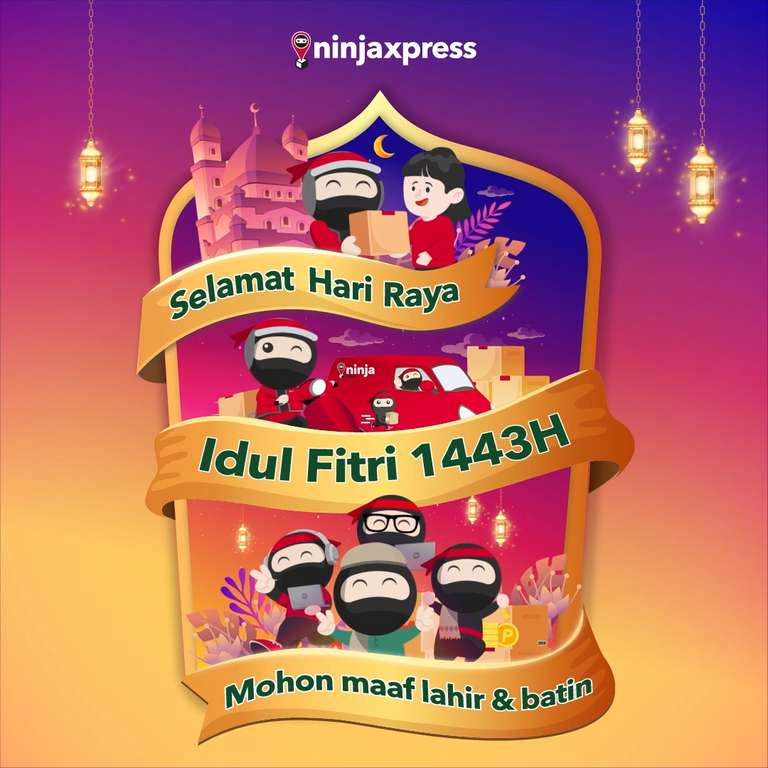 ninjaxpress
Selamat Hari Raya
ninja
Idul Fitri 1443H
P
Mohon maaf lahir & batin